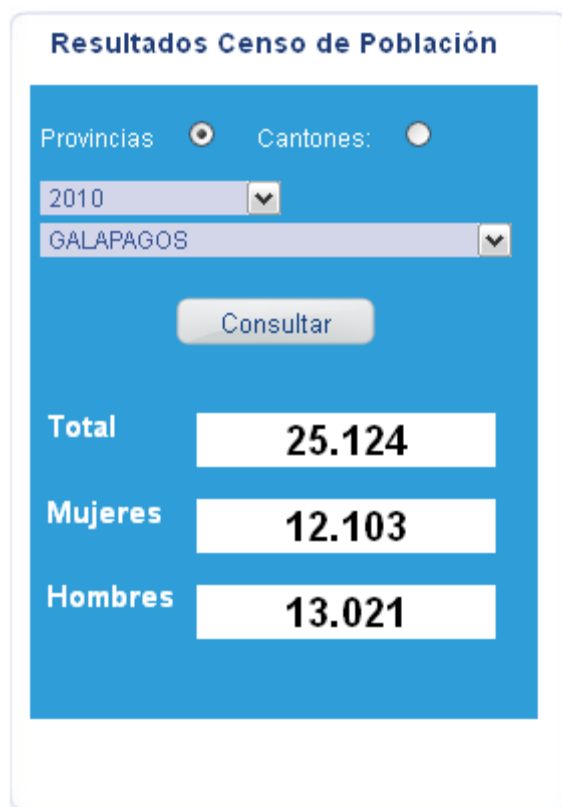 Resultados Censo de Población
Provincias Cantones:
2010
GALAPAGOS
Consultar
Total 25.124
Mujeres 12.103
Hombres 13.021